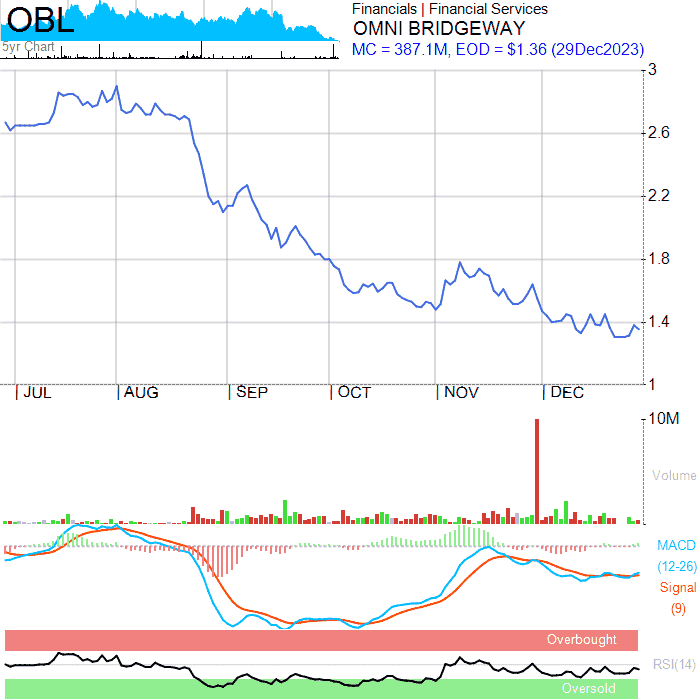 OBL
5yr Chart
Financials | Financial Services
OMNI BRIDGEWAY
MC = 387.1M, EOD = $1.36 (29Dec2023)
3
2.6
2.2
1.8
1.4
1
JUL AUG SEP OCT NOV DEC
10M
Volume
MACD
(12-26)
Signal
(9)
Overbought
RSI(14)
Oversold